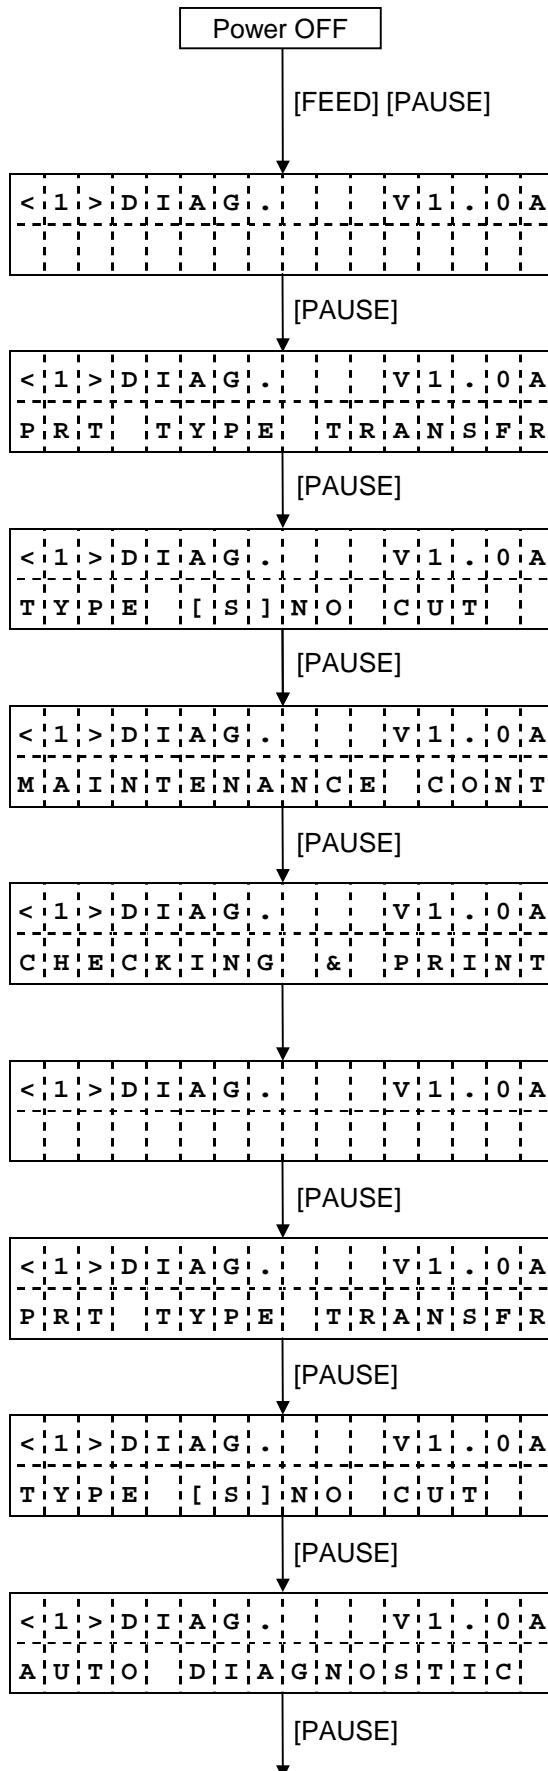 Power OFF
[FEED] [PAUSE]
<1>DIAG. V1.0A
[PAUSE]
<1>DIAG. V1.0A
PRT TYPE TRANSFR
[PAUSE]
<1>DIAG. V1.0A
TYPE [S]NO CUT
[PAUSE]
<1>DIAG. V1.0A
MAINTENANCE CONT
[PAUSE]
<1>DIAG. V1.0A
CHECKING & PRINT
<1>DIAG. V1.0A
[PAUSE]
<1>DIAG. V1.0A
PRT TYPE TRANSFR
[PAUSE]
<1>DIAG. V1.0A
TYPE [S]NO CUT
[PAUSE]
<1>DIAG. V1.0A
AUTO DIAGNOSTIC
[PAUSE]